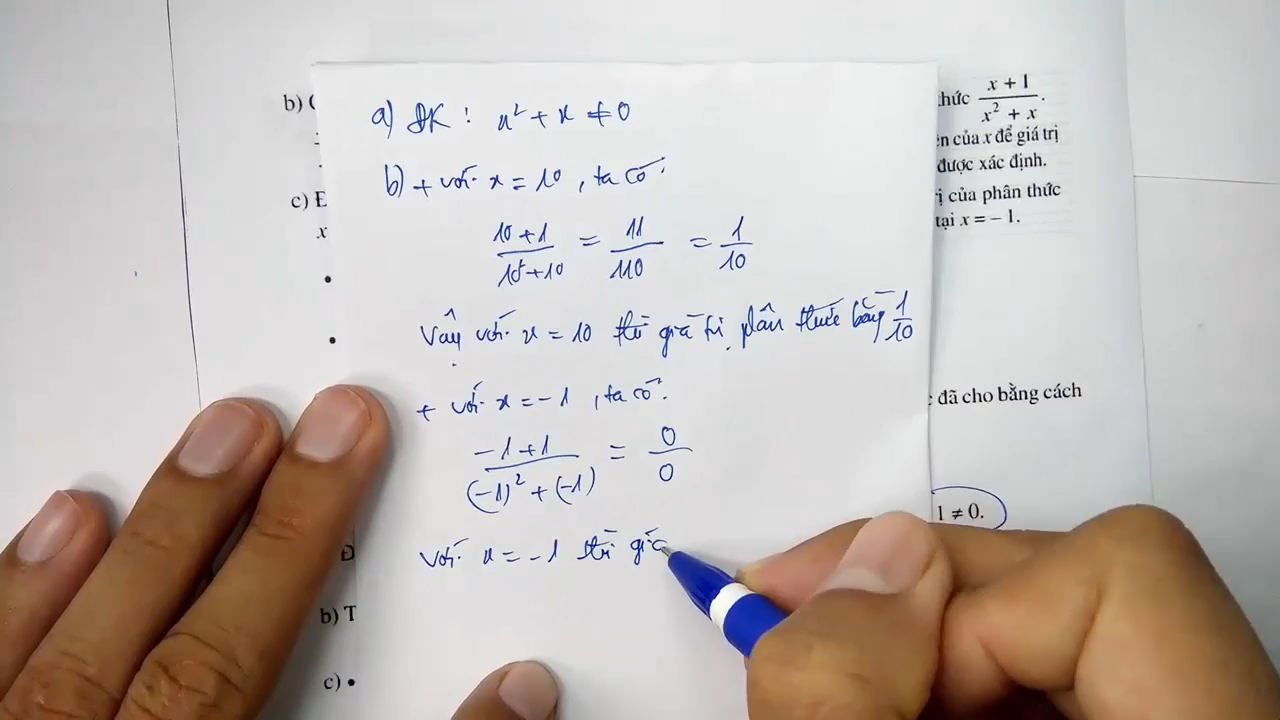 a) ĐK : x² + x ≠ 0
b) + với x = 10 , ta có
10 + 1 / 10² + 10 = 11 / 110 = 1 / 10
Vậy với x = 10 thì giá trị phân thức bằng 1/10
+ với x = -1 , ta có
-1 + 1 / (-1)² + (-1) = 0 / 0
với x = -1 thì giá
b)
c)
x
•
•
b) T
c) •
thức x + 1 / x² + x .
của x để giá trị
được xác định.
của phân thức
tại x = – 1.
đã cho bằng cách
1 ≠ 0.